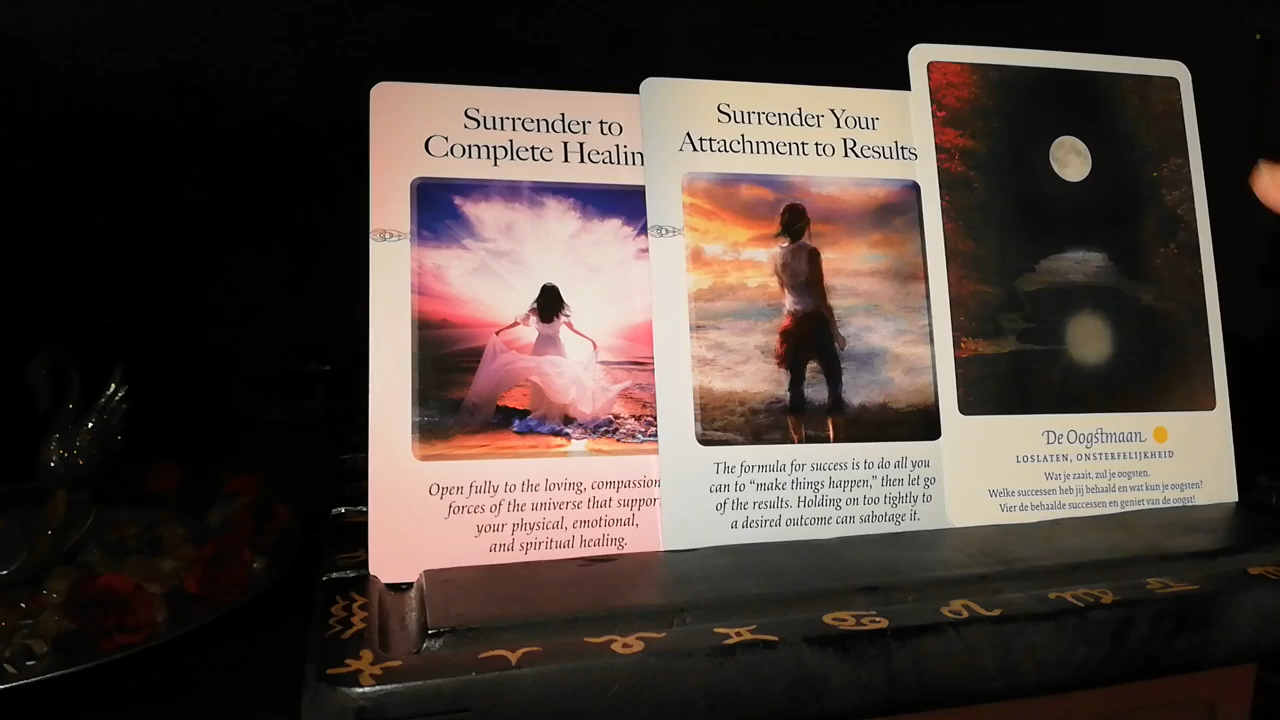 Surrender to
Complete Healin
Open fully to the loving, compassion
forces of the universe that suppor
your physical, emotional,
and spiritual healing.
Surrender Your
Attachment to Results
The formula for success is to do all you
can to “make things happen,” then let go
of the results. Holding on too tightly to
a desired outcome can sabotage it.
De Oogstmaan
LOSLATEN, ONSTERFELIJKHEID
Wat je zaait, zul je oogsten.
Welke successen heb jij behaald en wat kun je oogsten?
Vier de behaalde successen en geniet van de oogst!